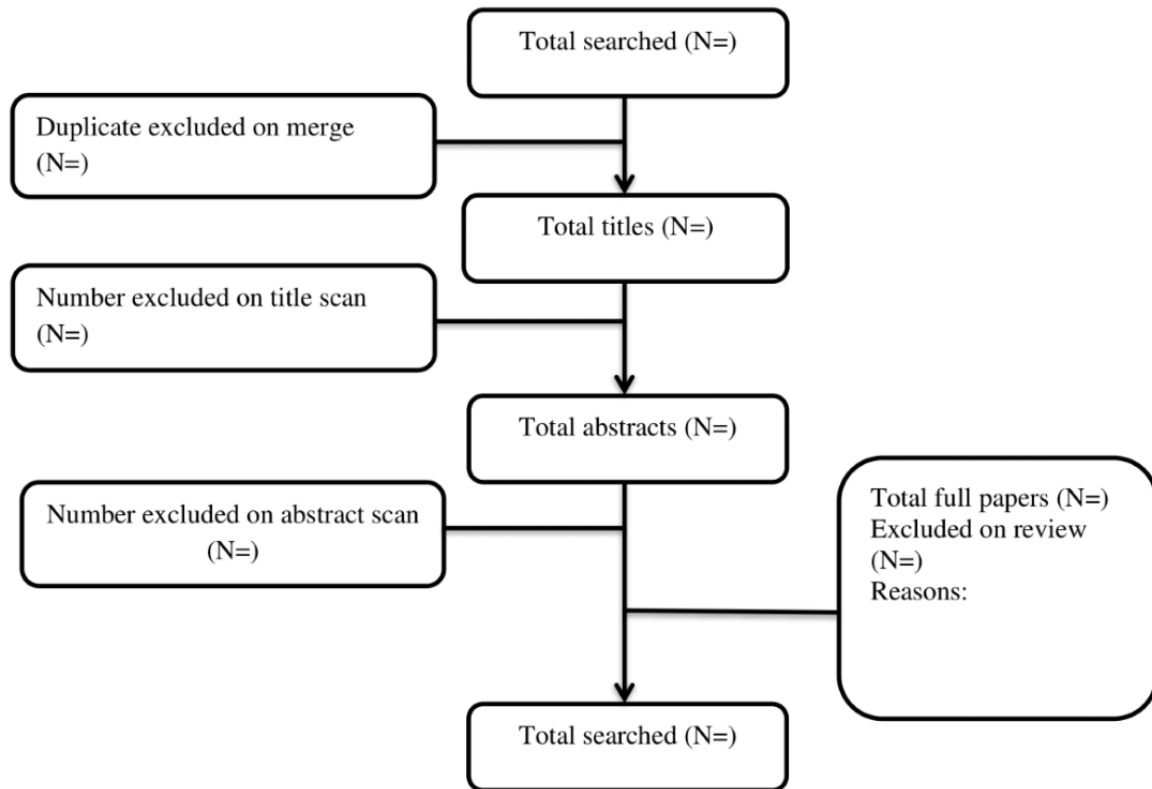 Total searched (N=)
Duplicate excluded on merge
(N=)
Total titles (N=)
Number excluded on title scan
(N=)
Total abstracts (N=)
Number excluded on abstract scan
(N=)
Total full papers (N=)
Excluded on review
(N=)
Reasons:
Total searched (N=)